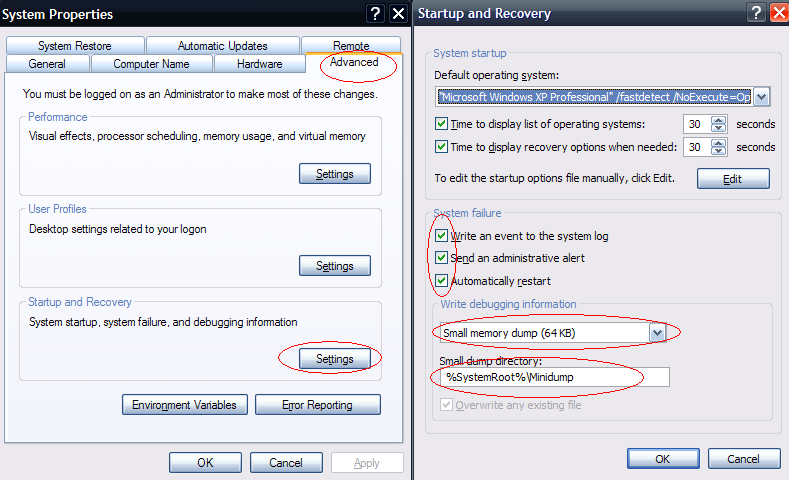 System Properties
System Restore
Automatic Updates
Remote
General
Computer Name
Hardware
Advanced
You must be logged on as an Administrator to make most of these changes.
Performance
Visual effects, processor scheduling, memory usage, and virtual memory
Settings
User Profiles
Desktop settings related to your logon
Settings
Startup and Recovery
System startup, system failure, and debugging information
Settings
Environment Variables
Error Reporting
OK
Cancel
Apply
Startup and Recovery
System startup
Default operating system:
"Microsoft Windows XP Professional" /fastdetect /NoExecute=Op
Time to display list of operating systems:
30
seconds
Time to display recovery options when needed:
30
seconds
To edit the startup options file manually, click Edit.
Edit
System failure
Write an event to the system log
Send an administrative alert
Automatically restart
Write debugging information
Small memory dump (64 KB)
Small dump directory:
%SystemRoot%\Minidump
Overwrite any existing file
OK
Cancel